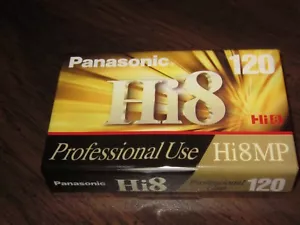 Panasonic 120
Hi8
Hi8
Professional Use Hi8MP
Panasonic Hi8 120